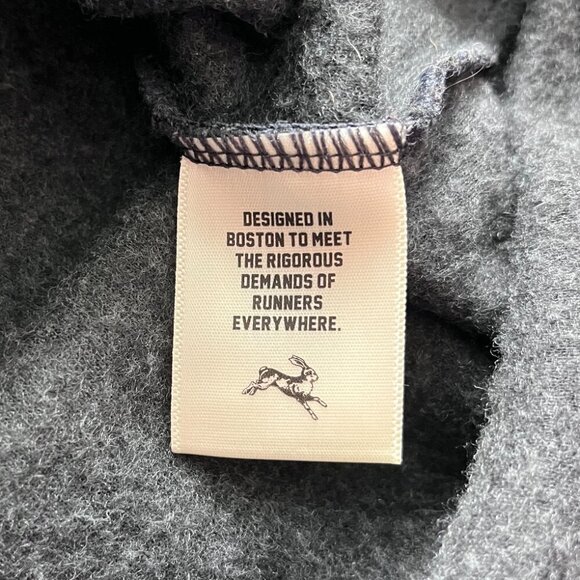 DESIGNED IN
BOSTON TO MEET
THE RIGOROUS
DEMANDS OF
RUNNERS
EVERYWHERE.